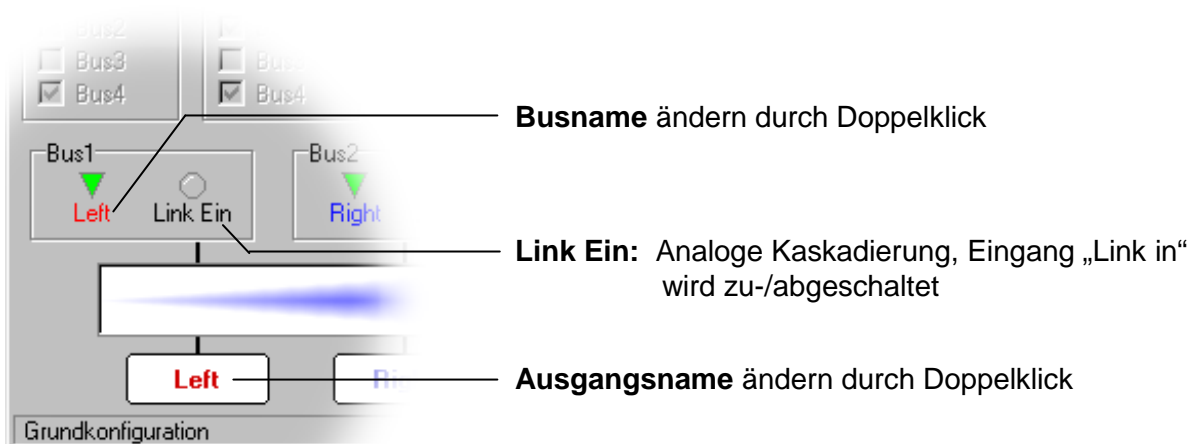 Bus2
Bus3
Bus4
Bus4
Busname ändern durch Doppelklick
Bus1
Bus2
Left
Link Ein
Right
Link Ein: Analoge Kaskadierung, Eingang „Link in“
wird zu-/abgeschaltet
Left
Ausgangsname ändern durch Doppelklick
Grundkonfiguration